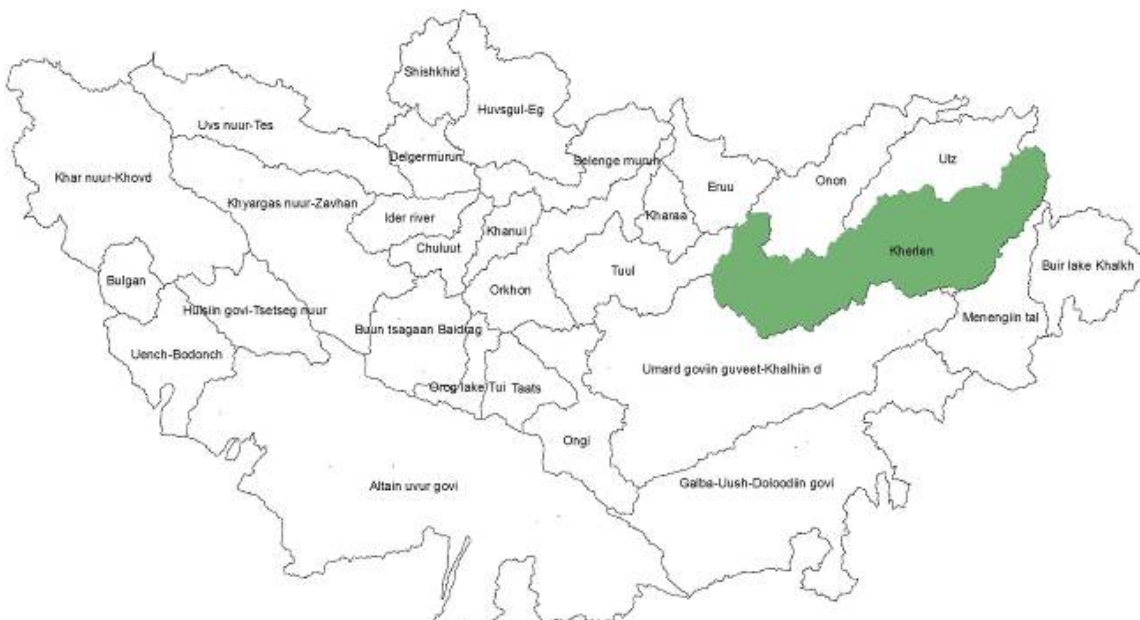 Shishkhid
Huvsgul-Eg
Uvs nuur-Tes
Delgermurun
Selenge murun
Utz
Khar nuur-Khovd
Eruu
Onon
Khyargas nuur-Zavhan
Ider river
Kharaa
Khanui
Chuluut
Kherlen
Buir lake Khalkh
Tuul
Bulgan
Orkhon
Huisiin govi-Tsetseg nuur
Menengiin tal
Buun tsagaan Baidrag
Uench-Bodonch
Umard goviin guveet-Khalhiin d
Orog lake Tui
Taats
Ongi
Altain uvur govi
Galba-Uush-Doloodiin govi